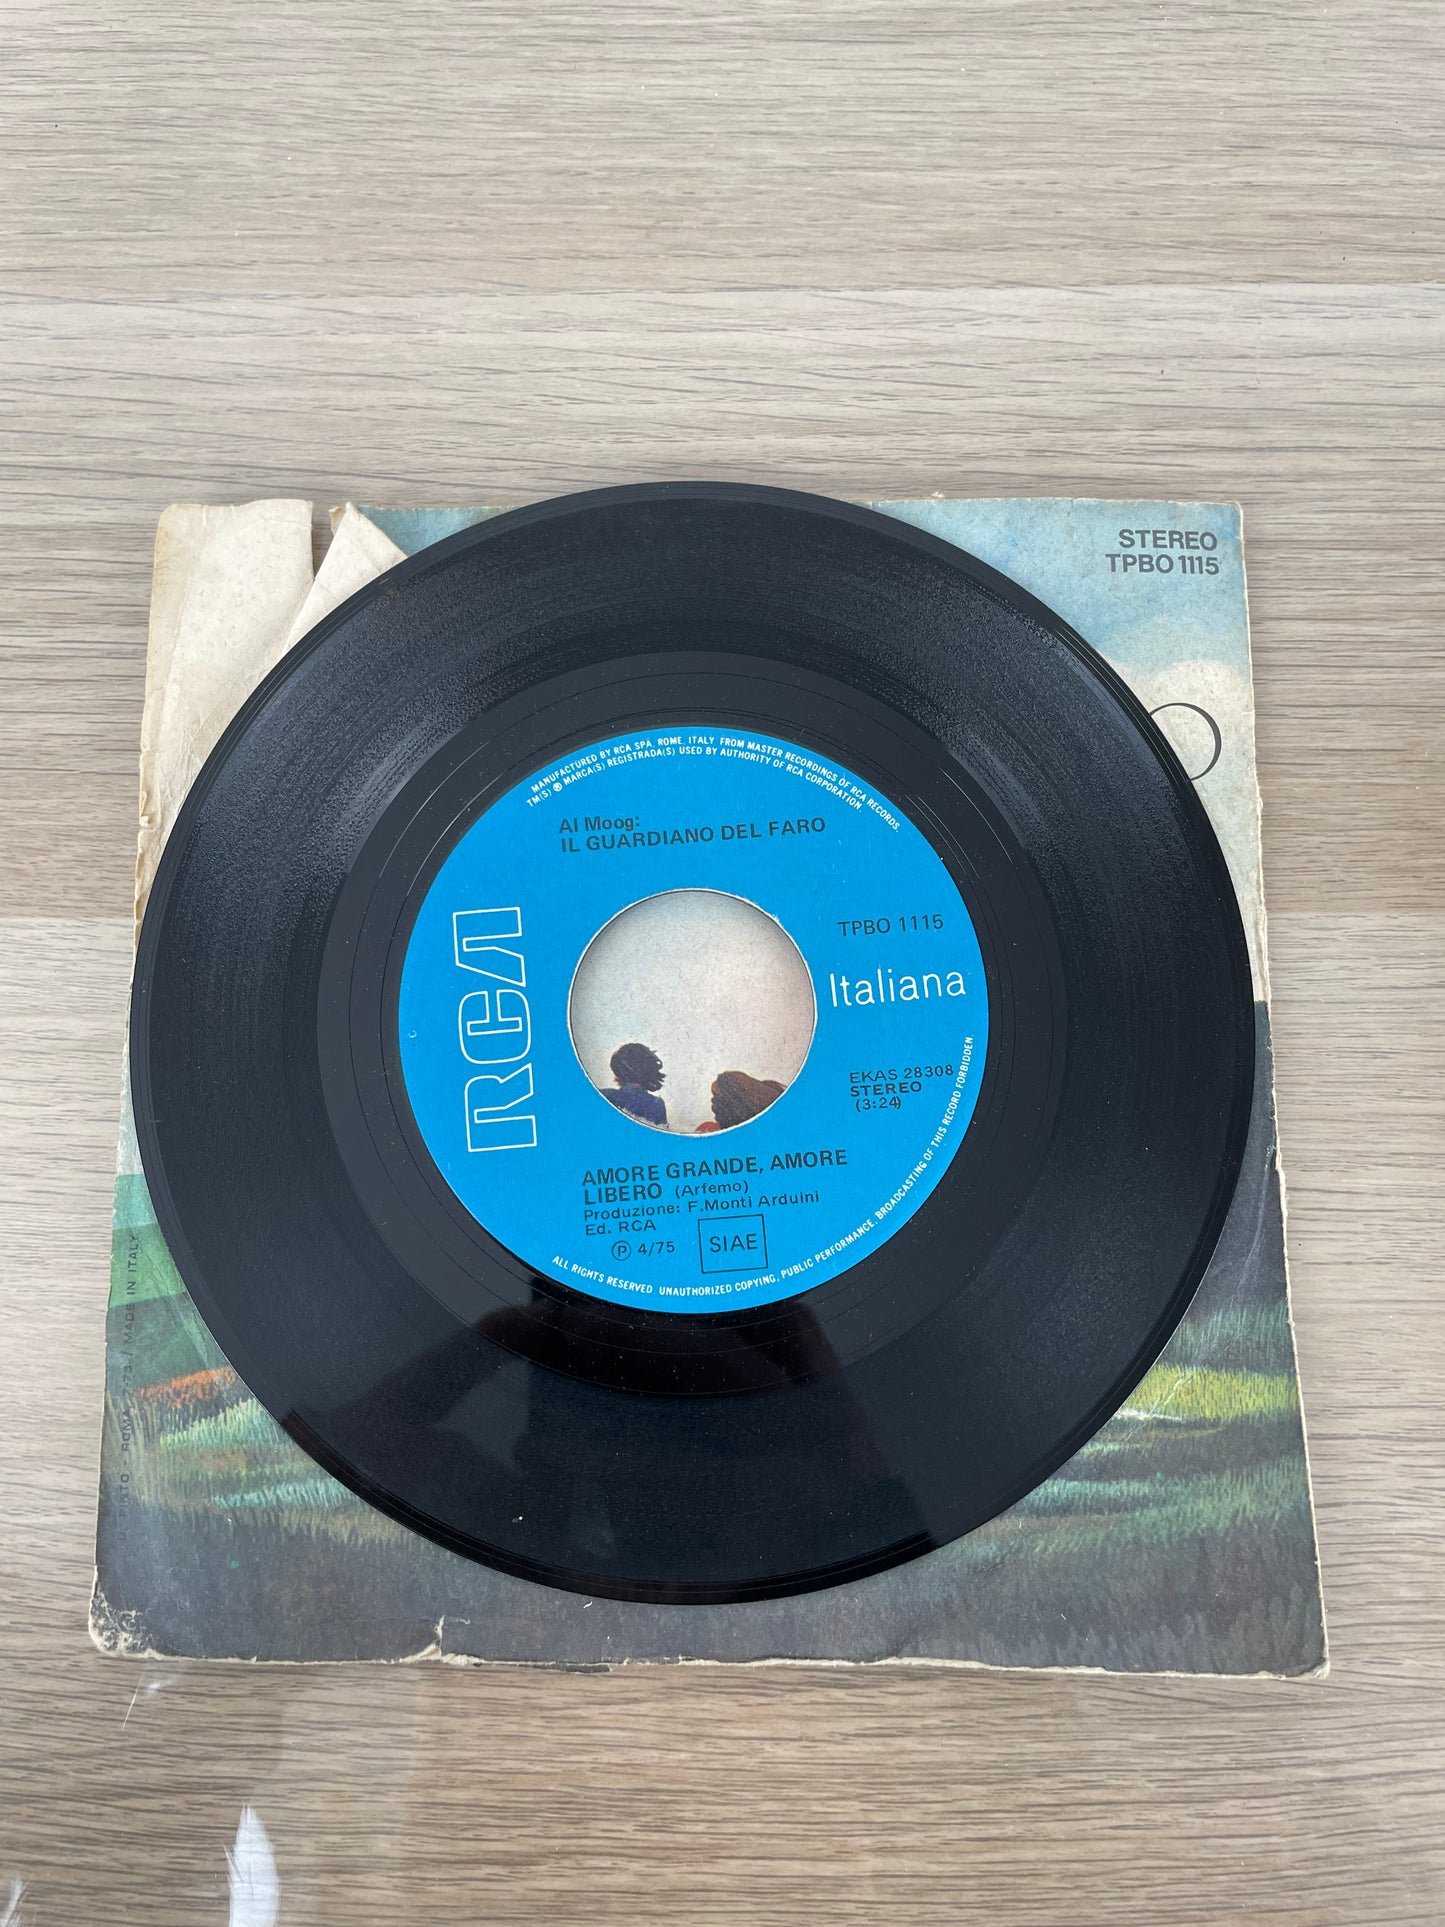 STEREO
TPBO 1115
O
MANUFACTURED BY RCA SPA, ROME, ITALY, FROM MASTER RECORDINGS OF RCA RECORDS.
TM(S) ® MARCA(S) REGISTRADA(S) USED BY AUTHORITY OF RCA CORPORATION.
Al Moog:
IL GUARDIANO DEL FARO
TPBO 1115
RCA
Italiana
EKAS 28308
STEREO
(3:24)
AMORE GRANDE, AMORE
LIBERO (Arfemo)
Produzione: F.Monti Arduini
Ed. RCA
℗ 4/75
SIAE
ALL RIGHTS RESERVED. UNAUTHORIZED COPYING, PUBLIC PERFORMANCE, BROADCASTING OF THIS RECORD FORBIDDEN
U. PINTO - ROMA / MADE IN ITALY